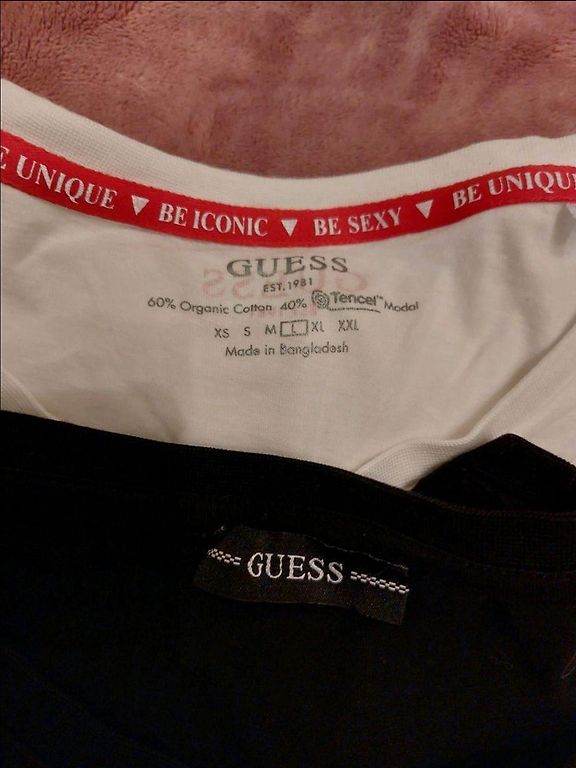 E UNIQUE ▼ BE ICONIC ▼ BE SEXY ▼ BE UNIQU
GUESS
EST. 1981
60% Organic Cotton 40% Tencel™ Modal
XS S M L XL XXL
Made in Bangladesh
GUESS